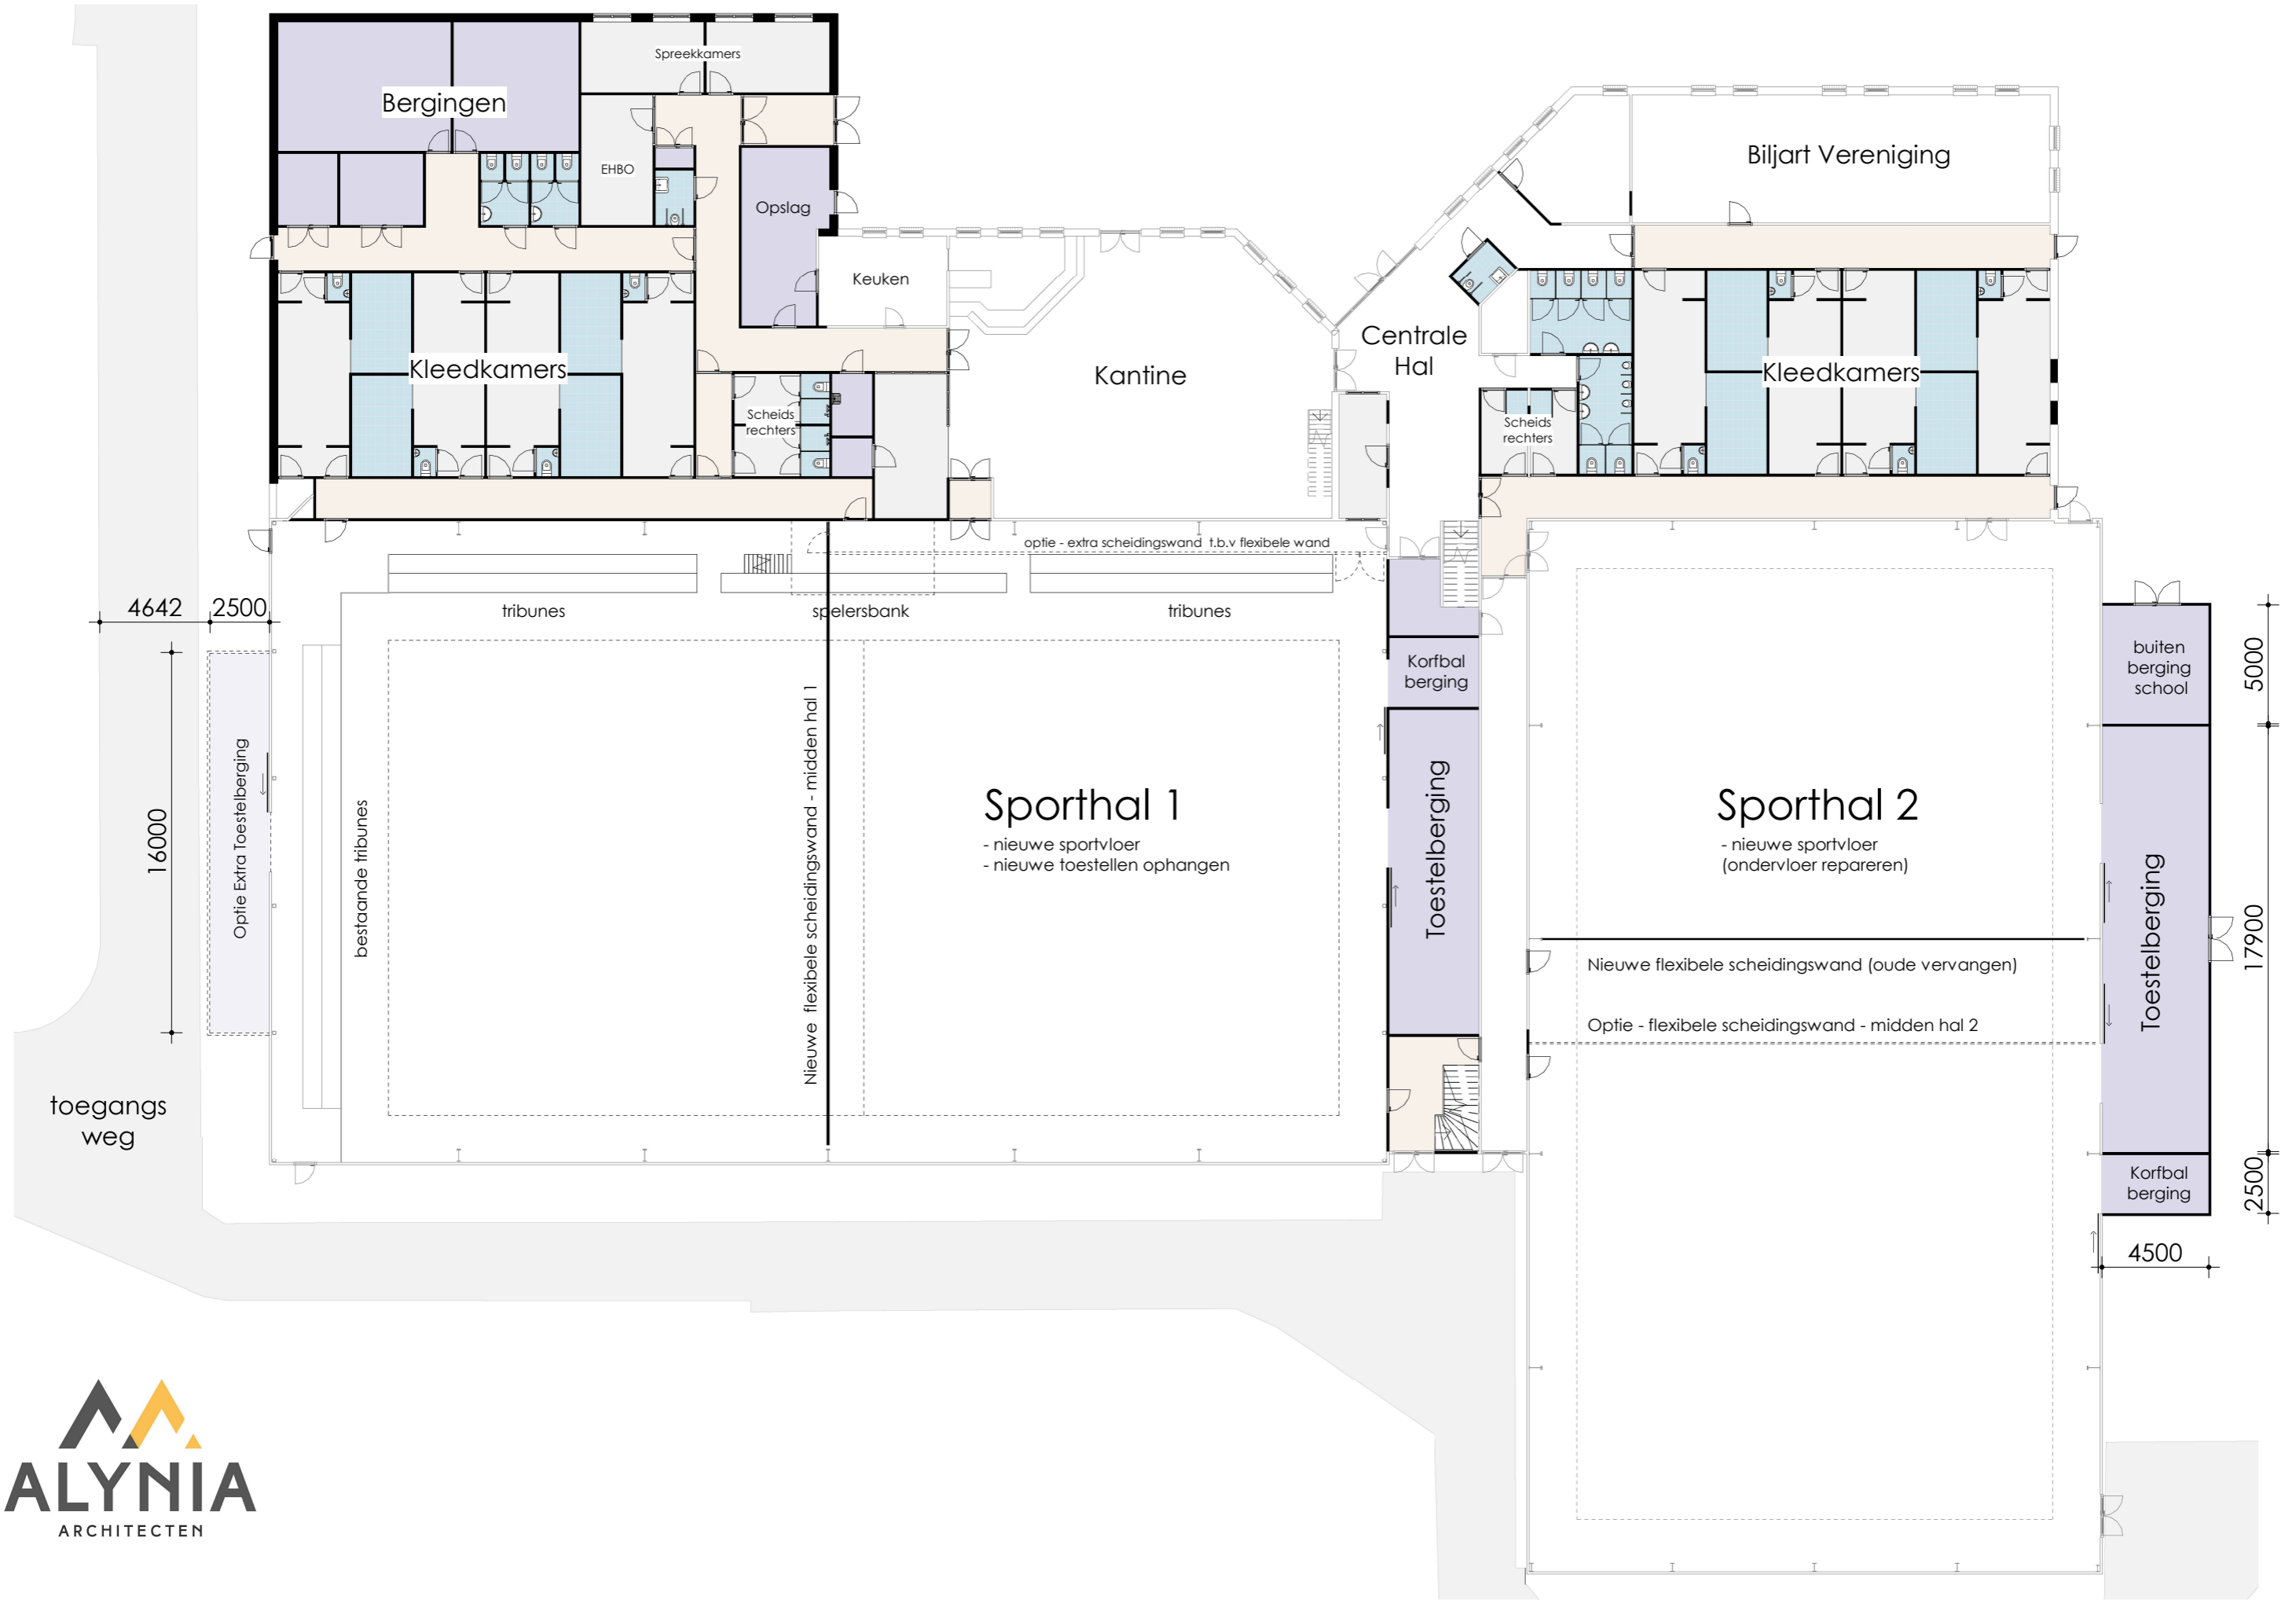 Spreekkamers
Bergingen
EHBO
Opslag
Biljart Vereniging
Keuken
Kleedkamers
Kantine
Centrale
Hal
Kleedkamers
Scheids
rechters
Scheids
rechters
optie - extra scheidingswand t.b.v flexibele wand
tribunes
spelersbank
tribunes
4642
2500
16000
Optie Extra Toestelberging
bestaande tribunes
Nieuwe flexibele scheidingswand - midden hal 1
Sporthal 1
- nieuwe sportvloer
- nieuwe toestellen ophangen
Korfbal
berging
Toestelberging
Sporthal 2
- nieuwe sportvloer
(ondervloer repareren)
Nieuwe flexibele scheidingswand (oude vervangen)
Optie - flexibele scheidingswand - midden hal 2
buiten
berging
school
Toestelberging
Korfbal
berging
5000
17900
2500
4500
toegangs
weg
ALYNIA
ARCHITECTEN